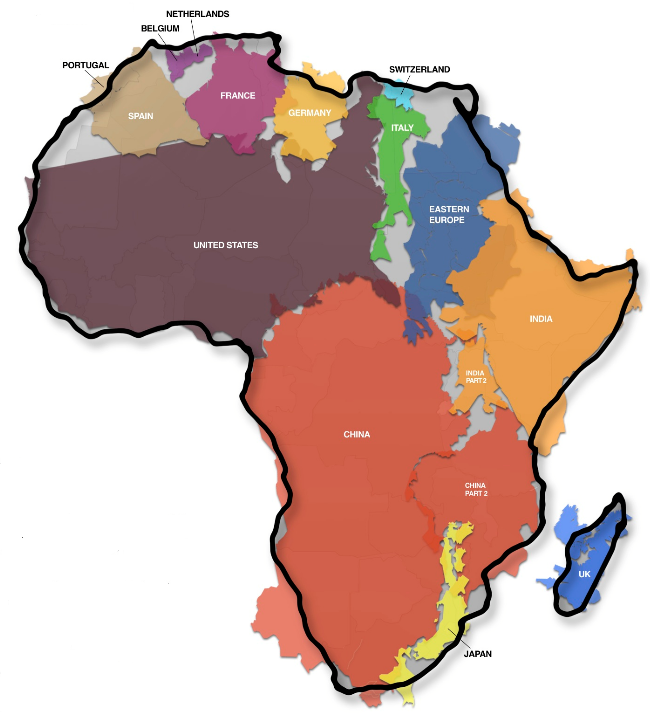 NETHERLANDS
BELGIUM
PORTUGAL
SWITZERLAND
FRANCE
SPAIN
GERMANY
ITALY
EASTERN
EUROPE
UNITED STATES
INDIA
INDIA
PART 2
CHINA
CHINA
PART 2
UK
JAPAN